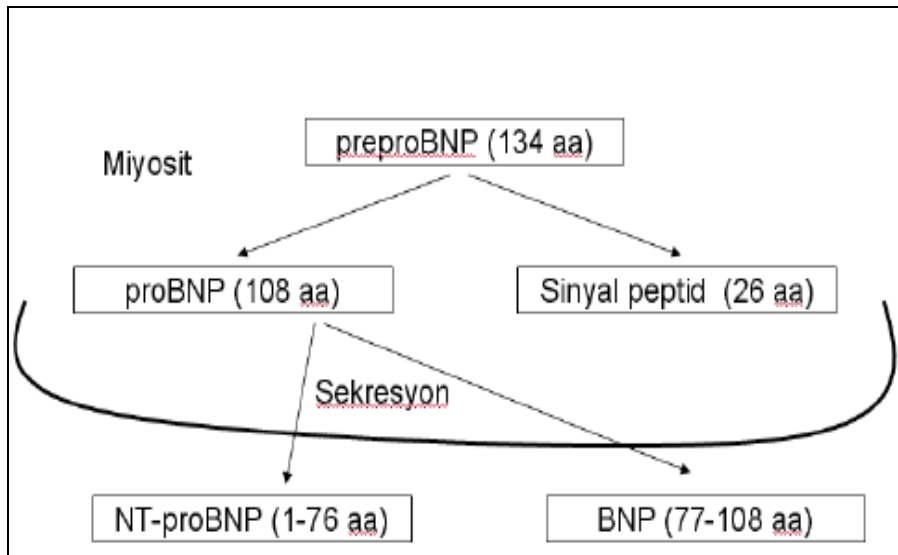 preproBNP (134 aa)
Miyosit
proBNP (108 aa)
Sinyal peptid (26 aa)
Sekresyon
NT-proBNP (1-76 aa)
BNP (77-108 aa)